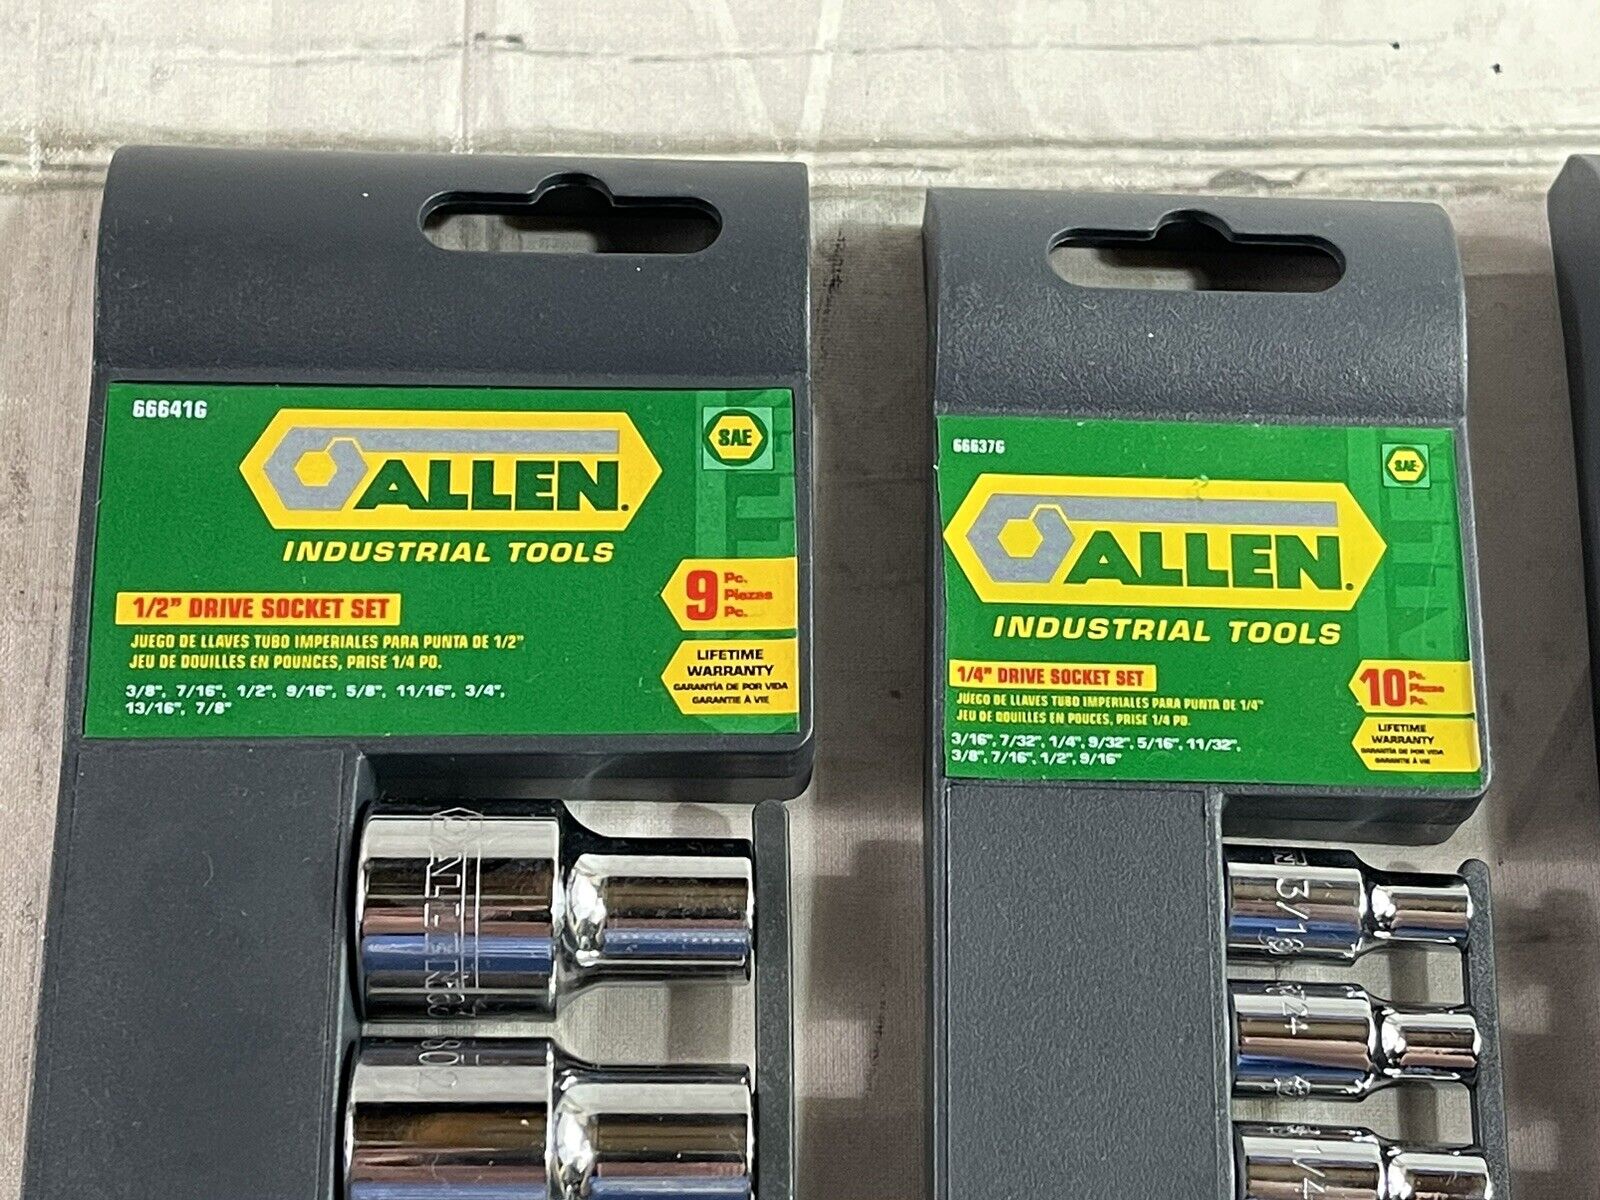 66641G
ALLEN.
SAE
INDUSTRIAL TOOLS
1/2" DRIVE SOCKET SET
9 Pc.
Piezas
Pc.
JUEGO DE LLAVES TUBO IMPERIALES PARA PUNTA DE 1/2"
JEU DE DOUILLES EN POUNCES, PRISE 1/4 PO.
3/8", 7/16", 1/2", 9/16", 5/8", 11/16", 3/4",
13/16", 7/8"
LIFETIME
WARRANTY
GARANTÍA DE POR VIDA
GARANTIE À VIE
66637G
ALLEN.
SAE
INDUSTRIAL TOOLS
1/4" DRIVE SOCKET SET
10 Pc.
Piezas
Pc.
JUEGO DE LLAVES TUBO IMPERIALES PARA PUNTA DE 1/4"
JEU DE DOUILLES EN POUCES, PRISE 1/4 PO.
3/16", 7/32", 1/4", 9/32", 5/16", 11/32",
3/8", 7/16", 1/2", 9/16"
LIFETIME
WARRANTY
GARANTÍA DE POR VIDA
GARANTIE À VIE
ALLEN
3/16
1/4